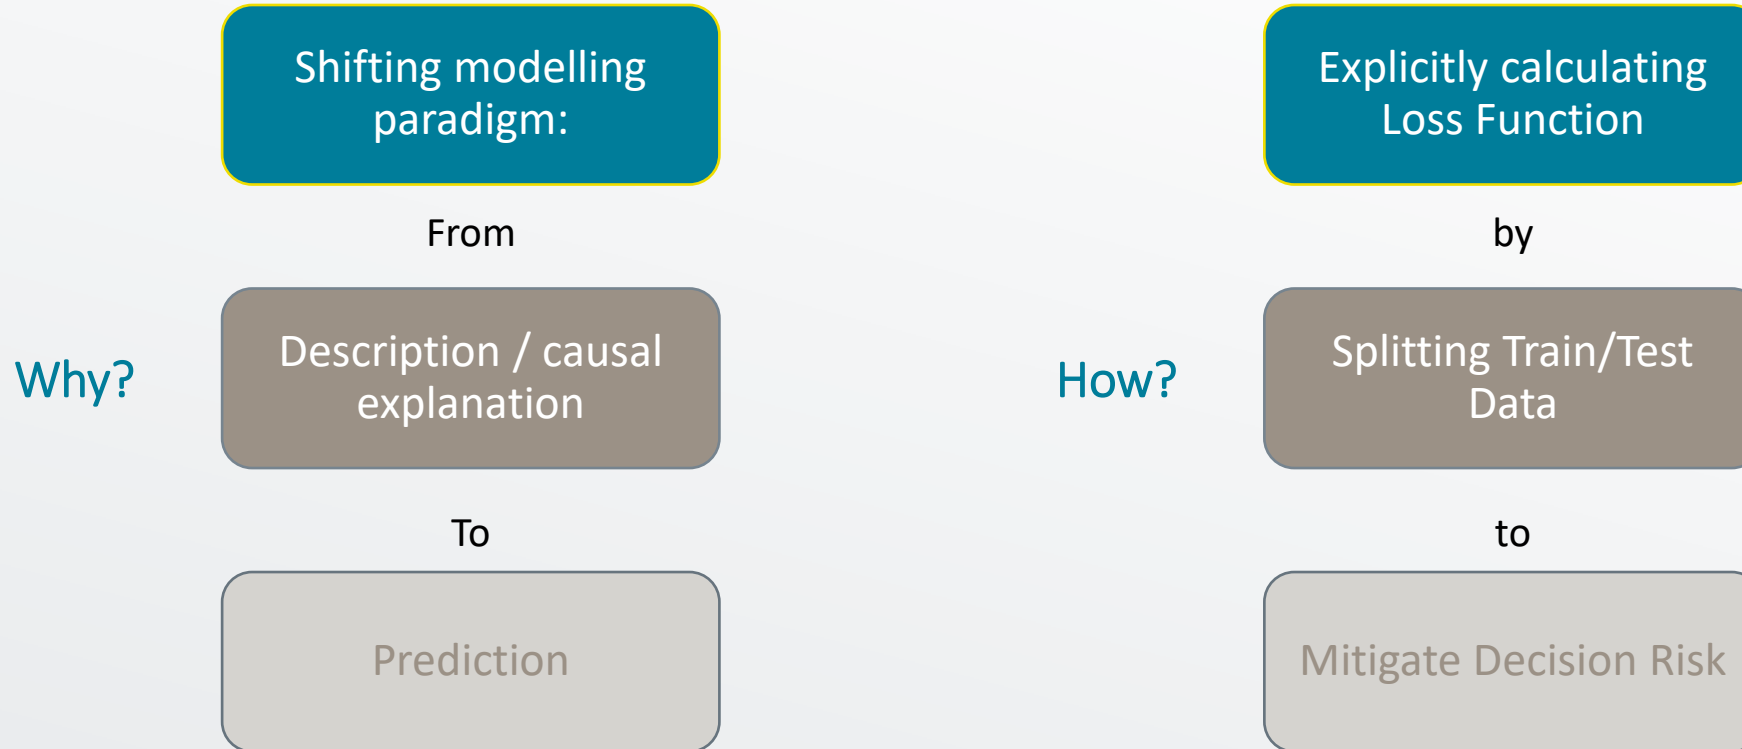 Why?
Shifting modelling
paradigm:
From
Description / causal
explanation
To
Prediction
How?
Explicitly calculating
Loss Function
by
Splitting Train/Test
Data
to
Mitigate Decision Risk